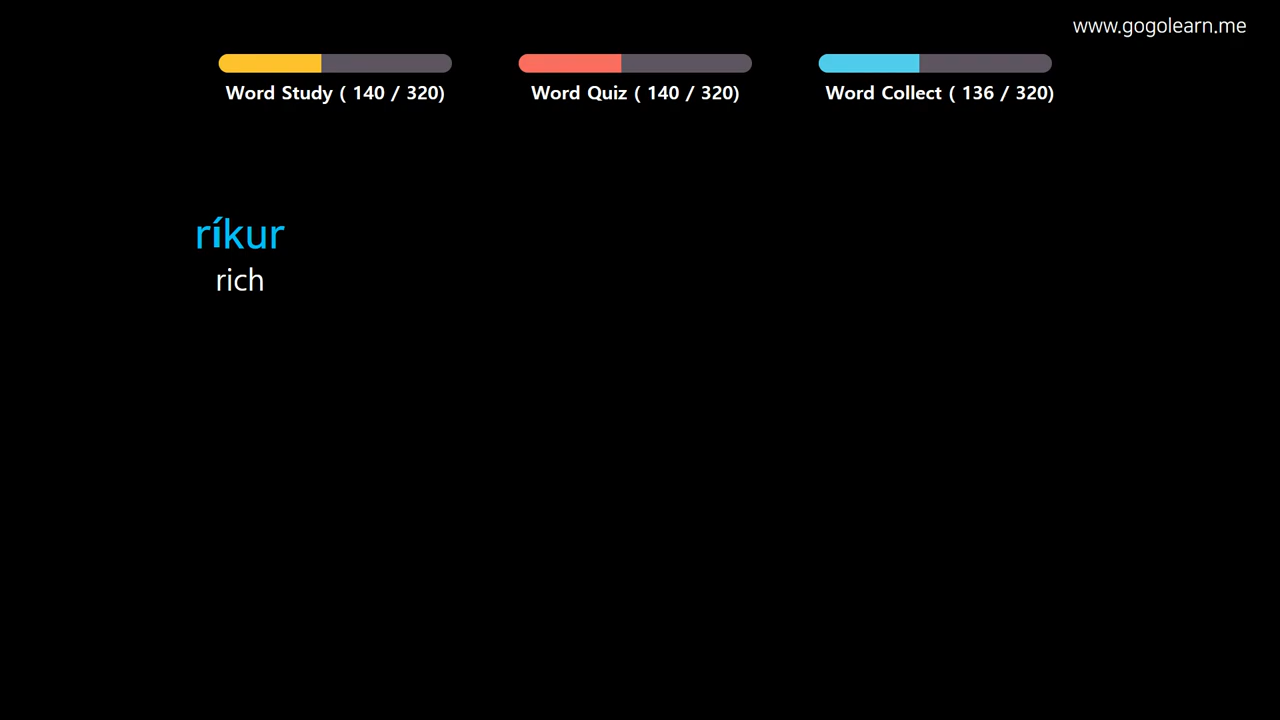 www.gogolearn.me
Word Study ( 140 / 320)
Word Quiz ( 140 / 320)
Word Collect ( 136 / 320)
ríkur
rich